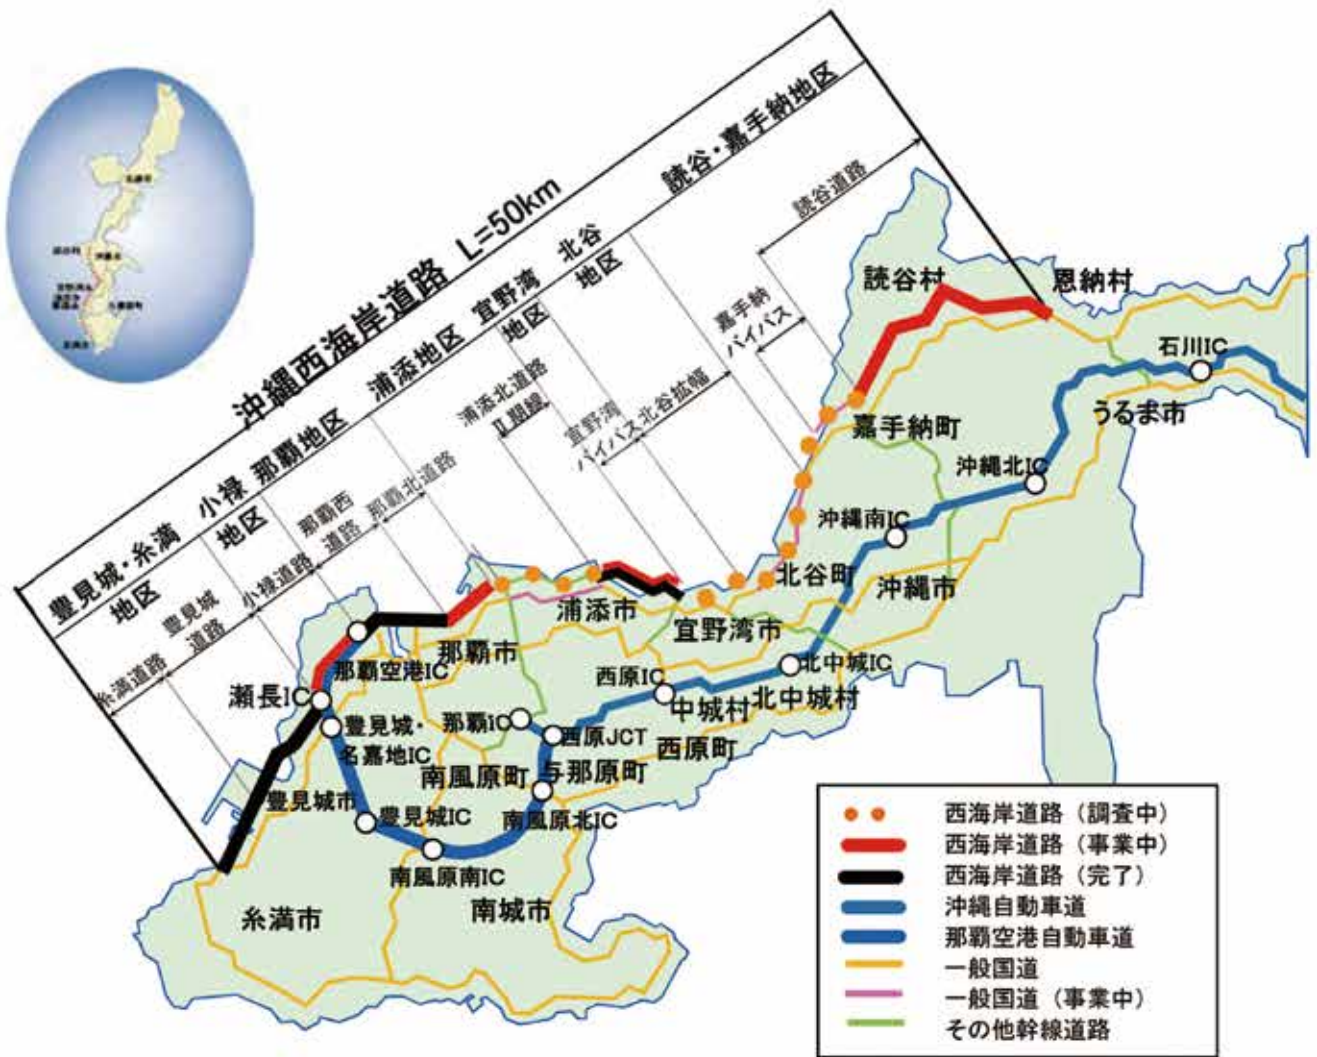 沖縄西海岸道路 L=50km
豊見城・糸満
地区
小禄
地区
那覇地区
浦添地区
宜野湾
地区
北谷
地区
読谷・嘉手納地区
糸満道路
豊見城
道路
小禄道路
那覇西
道路
那覇北道路
浦添北道路
Ⅱ期線
宜野湾
バイパス
北谷拡幅
嘉手納
バイパス
読谷道路
読谷村
恩納村
石川IC
うるま市
嘉手納町
沖縄北IC
沖縄南IC
沖縄市
北谷町
浦添市
宜野湾市
那覇市
那覇空港IC
瀬長IC
北中城IC
西原IC
中城村
北中城村
豊見城・
名嘉地IC
那覇IC
西原JCT
西原町
南風原町
与那原町
豊見城市
豊見城IC
南風原北IC
南風原南IC
糸満市
南城市
西海岸道路（調査中）
西海岸道路（事業中）
西海岸道路（完了）
沖縄自動車道
那覇空港自動車道
一般国道
一般国道（事業中）
その他幹線道路